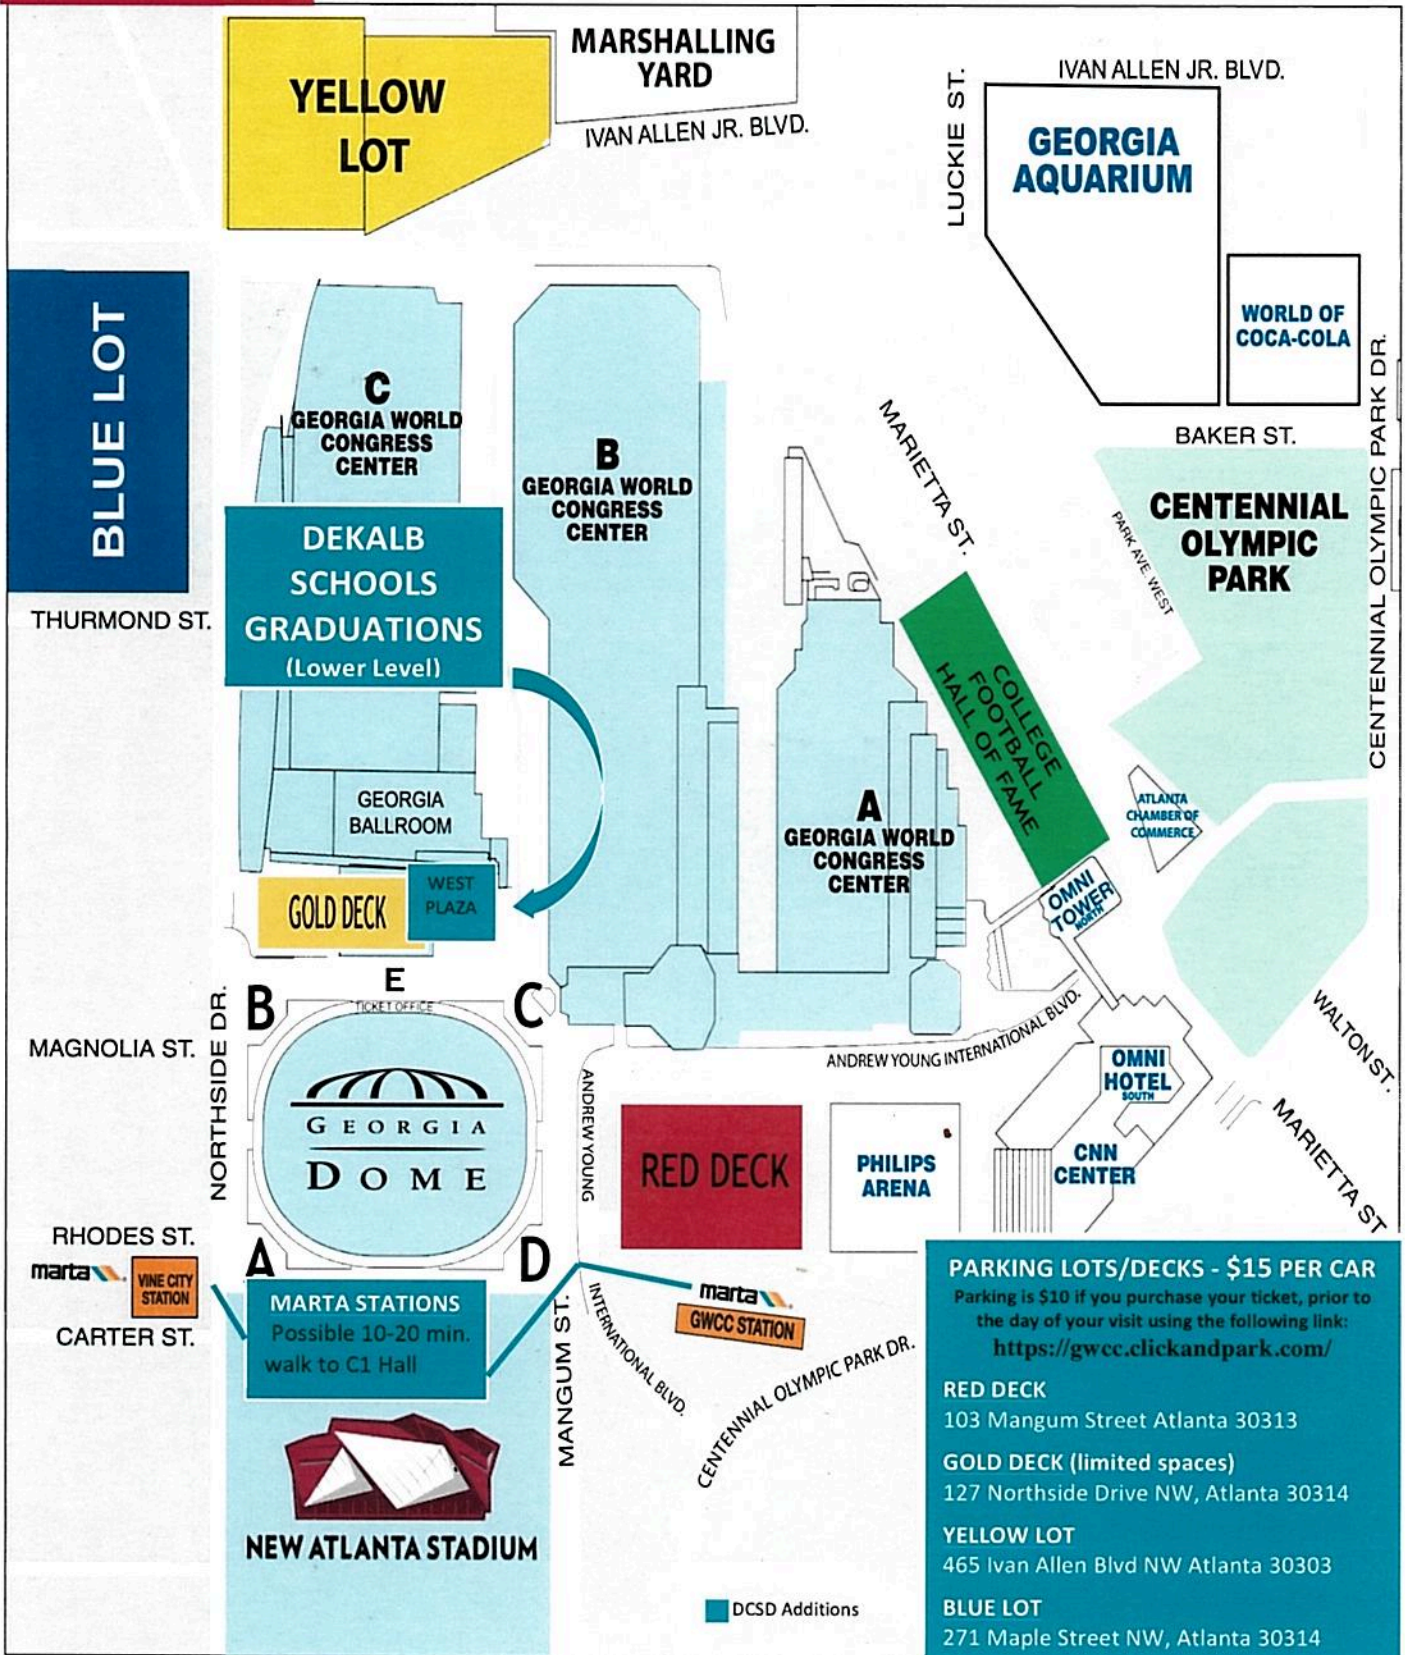 YELLOW
LOT
MARSHALLING
YARD
IVAN ALLEN JR. BLVD.
LUCKIE ST.
IVAN ALLEN JR. BLVD.
GEORGIA
AQUARIUM
WORLD OF
COCA-COLA
BLUE LOT
THURMOND ST.
C
GEORGIA WORLD
CONGRESS
CENTER
B
GEORGIA WORLD
CONGRESS
CENTER
MARIETTA ST.
BAKER ST.
CENTENNIAL OLYMPIC PARK DR.
PARK AVE. WEST
CENTENNIAL
OLYMPIC
PARK
DEKALB
SCHOOLS
GRADUATIONS
(Lower Level)
COLLEGE
FOOTBALL
HALL OF FAME
GEORGIA
BALLROOM
A
GEORGIA WORLD
CONGRESS
CENTER
ATLANTA
CHAMBER OF
COMMERCE
GOLD DECK
WEST
PLAZA
OMNI
TOWER
NORTH
E
TICKET OFFICE
B
C
NORTHSIDE DR.
MAGNOLIA ST.
GEORGIA
DOME
ANDREW YOUNG INTERNATIONAL BLVD.
WALTON ST.
OMNI
HOTEL
SOUTH
MARIETTA ST
ANDREW YOUNG
RED DECK
PHILIPS
ARENA
CNN
CENTER
RHODES ST.
marta
VINE CITY
STATION
CARTER ST.
A
D
MARTA STATIONS
Possible 10-20 min.
walk to C1 Hall
MANGUM ST.
INTERNATIONAL BLVD.
marta
GWCC STATION
CENTENNIAL OLYMPIC PARK DR.
NEW ATLANTA STADIUM
DCSD Additions
PARKING LOTS/DECKS - $15 PER CAR
Parking is $10 if you purchase your ticket, prior to
the day of your visit using the following link:
https://gwcc.clickandpark.com/
RED DECK
103 Mangum Street Atlanta 30313
GOLD DECK (limited spaces)
127 Northside Drive NW, Atlanta 30314
YELLOW LOT
465 Ivan Allen Blvd NW Atlanta 30303
BLUE LOT
271 Maple Street NW, Atlanta 30314